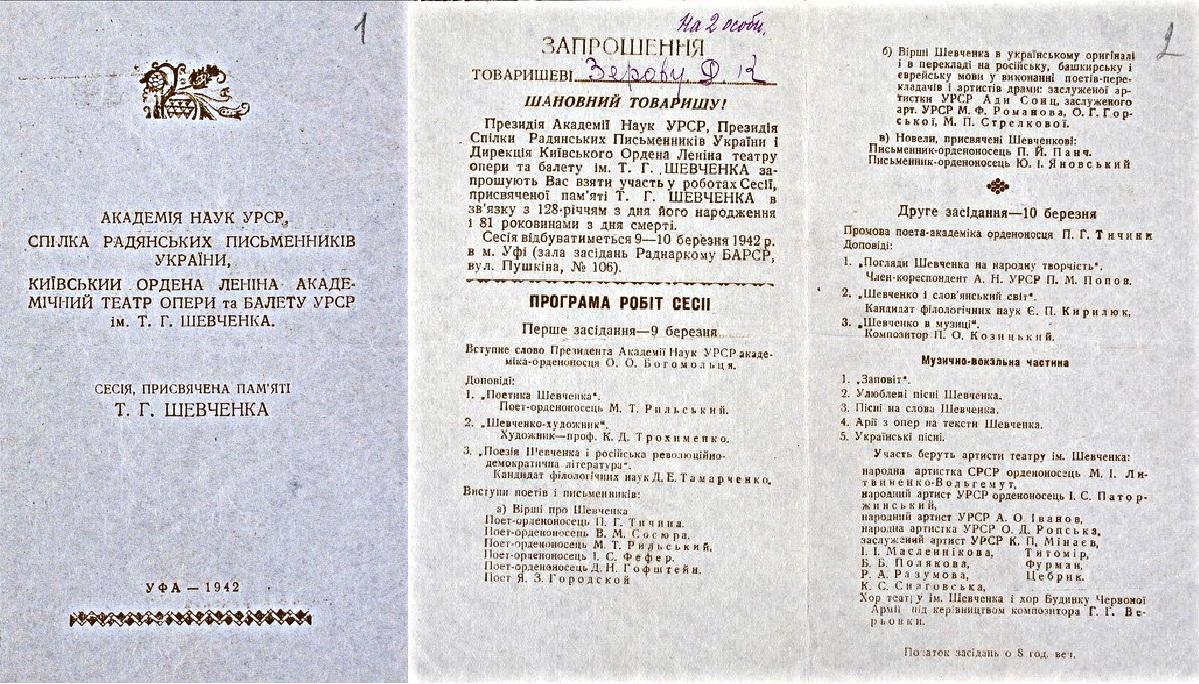 1
АКАДЕМІЯ НАУК УРСР,
СПІЛКА РАДЯНСЬКИХ ПИСЬМЕННИКІВ
УКРАЇНИ,
КИЇВСЬКИИ ОРДЕНА ЛЕНІНА АКАДЕ-
МІЧНИЙ ТЕАТР ОПЕРИ та БАЛЕТУ УРСР
ім. Т. Г. ШЕВЧЕНКА.
СЕСІЯ, ПРИСВЯЧЕНА ПАМ'ЯТІ
Т. Г. ШЕВЧЕНКА
УФА — 1942
На 2 особи.
ЗАПРОШЕННЯ
ТОВАРИШЕВІ Зерову Д. К
ШАНОВНИЙ ТОВАРИШУ!
Президія Академії Наук УРСР, Президія
Спілки Радянських Письменників України і
Дирекція Київського Ордена Леніна театру
опери та балету ім. Т. Г. ШЕВЧЕНКА за-
прошують Вас взяти участь у роботах Сесії,
присвяченої пам'яті Т. Г. ШЕВЧЕНКА в
зв'язку з 128-річчям з дня його народження
і 81 роковинами з дня смерті.
Сесія відбуватиметься 9—10 березня 1942 р.
в м. Уфі (зала засідань Раднаркому БАРСР,
вул. Пушкіна, № 106).
ПРОГРАМА РОБІТ СЕСІІ
Перше засідання—9 березня
Вступне слово Президента Академії Наук УРСР акаде-
міка-орденоносця О. О. Богомольця.
Доповіді:
1. „Поетика Шевченка".
Поет-орденоносець М. Т. Рильський.
2. „Шевченко-художник".
Художник—проф. К. Д. Трохименко.
3. „Поезія Шевченка і російська революційно-
демократична література".
Кандидат філологічних наук Д. Е. Тамарченко.
Виступи поетів і письменників:
а) Вірші про Шевченка
Поет-орденоносець П. Г. Тичина.
Поет-орденоносець В. М. Сосюра.
Поет-орденоносець М. Т. Рильський,
Поет-орденоносець І. С. Фефер.
Поет-орденоносець Д. Н. Гофштейн.
Поэт Я. З. Городской
2
б) Вірші Шевченка в українському оригіналі
і в перекладі на російську, башкирську і
єврейську мови у виконанні поетів-пере-
кладачів і артистів драми: заслуженої ар-
тистки УРСР Ади Сонц, заслуженого
арт. УРСР М. Ф. Романова, О. Г. Гор-
ської, М. П. Стрелкової.
в) Новели, присвячені Шевченкові:
Письменник-орденоносець П. Й. Панч.
Письменник-орденоносець Ю. І. Яновський
Друге засідання—10 березня
Промова поета-академіка орденоносця П. Г. Тичини
Доповіді:
1. „Погляди Шевченка на народну творчість".
Член-кореспондент А. Н. УРСР П. М. Попов.
2. „Шевченко і слов'янський світ".
Кандидат філологічних наук Є. П. Кирилюк.
3. „Шевченко в музиці".
Композитор П. О. Козицький.
Музично-вокальна частина
1. „Заповіт".
2. Улюблені пісні Шевченка.
3. Пісні на слова Шевченка.
4. Арії з опер на тексти Шевченка.
5. Українські пісні.
Участь беруть артисти театру ім. Шевченка:
народна артистка СРСР орденоносець М. І. Ли-
твиненко-Вольгемут,
народний артист УРСР орденоносець І. С. Патор-
жинський,
народний артист УРСР А. О. Іванов,
народна артистка УРСР О. Д. Ропська,
заслужений артист УРСР К. П, Мінаєв,
І. І. Масленнікова, Титомір,
Б. Б. Полякова, Фурман,
Р. А. Разумова, Цебрик.
К. С. Снаговська,
Хор театру ім. Шевченка і хор Будинку Червоної
Армії під керівництвом композитора Г. Г. Ве-
рьовки.
Початок засідань о 8 год. веч.